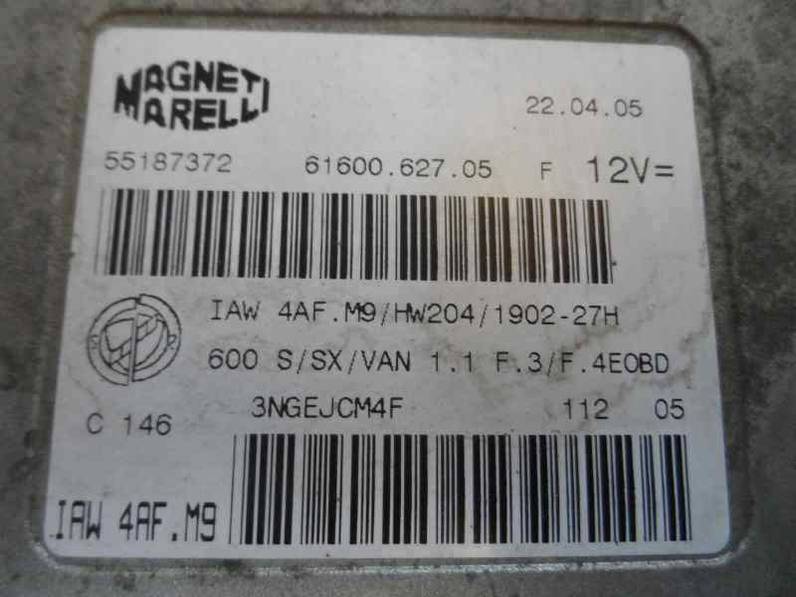 MAGNETI
MARELLI
22.04.05
55187372 61600.627.05 F 12V=
IAW 4AF.M9/HW204/1902-27H
600 S/SX/VAN 1.1 F.3/F.4EOBD
3NGEJCM4F 112 05
C 146
IAW 4AF.M9